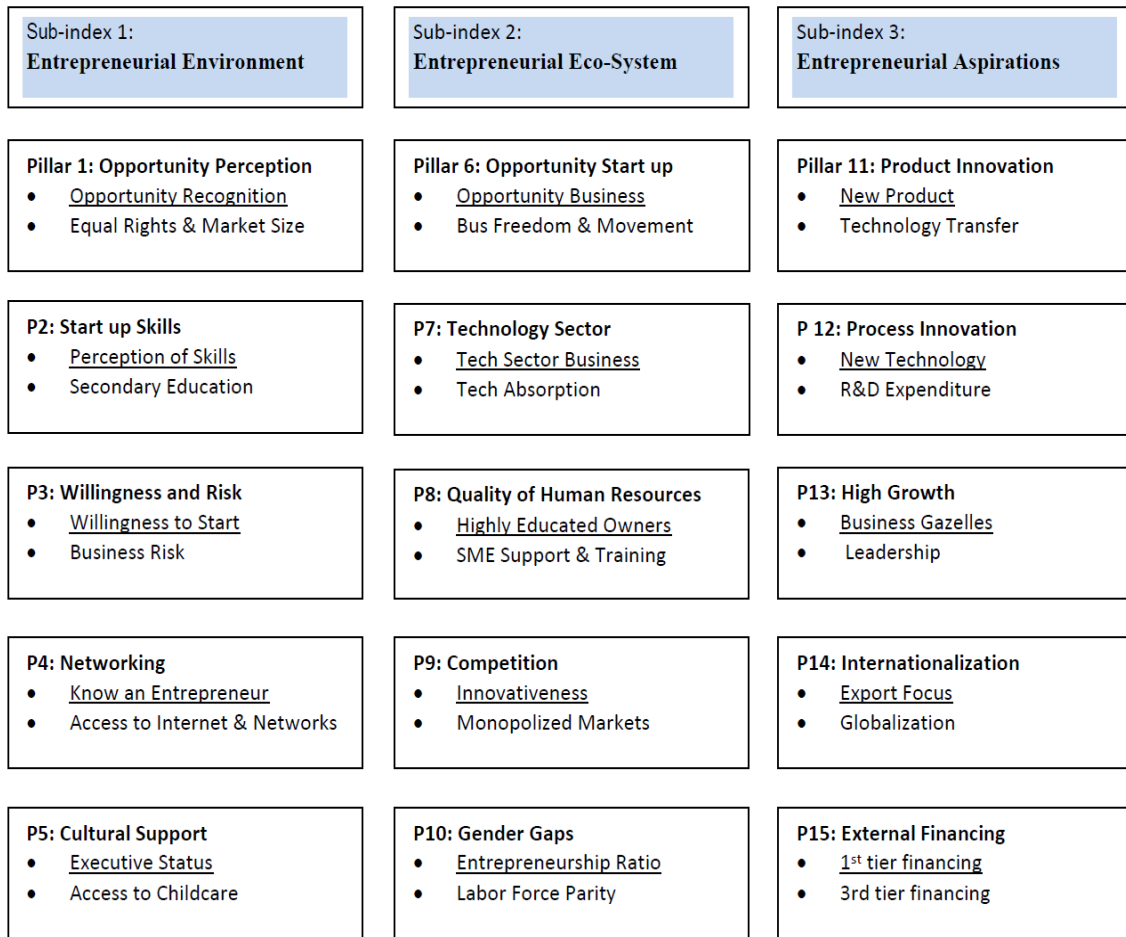 Sub-index 1:
Entrepreneurial Environment
Pillar 1: Opportunity Perception
• Opportunity Recognition
• Equal Rights & Market Size
P2: Start up Skills
• Perception of Skills
• Secondary Education
P3: Willingness and Risk
• Willingness to Start
• Business Risk
P4: Networking
• Know an Entrepreneur
• Access to Internet & Networks
P5: Cultural Support
• Executive Status
• Access to Childcare
Sub-index 2:
Entrepreneurial Eco-System
Pillar 6: Opportunity Start up
• Opportunity Business
• Bus Freedom & Movement
P7: Technology Sector
• Tech Sector Business
• Tech Absorption
P8: Quality of Human Resources
• Highly Educated Owners
• SME Support & Training
P9: Competition
• Innovativeness
• Monopolized Markets
P10: Gender Gaps
• Entrepreneurship Ratio
• Labor Force Parity
Sub-index 3:
Entrepreneurial Aspirations
Pillar 11: Product Innovation
• New Product
• Technology Transfer
P 12: Process Innovation
• New Technology
• R&D Expenditure
P13: High Growth
• Business Gazelles
• Leadership
P14: Internationalization
• Export Focus
• Globalization
P15: External Financing
• 1st tier financing
• 3rd tier financing